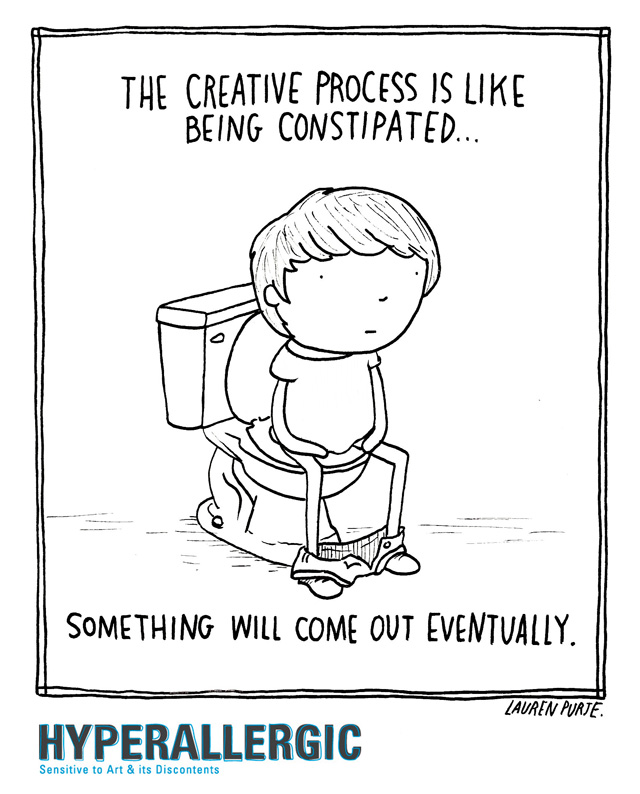 THE CREATIVE PROCESS IS LIKE
BEING CONSTIPATED...
SOMETHING WILL COME OUT EVENTUALLY.
LAUREN PURJE.
HYPERALLERGIC
Sensitive to Art & its Discontents